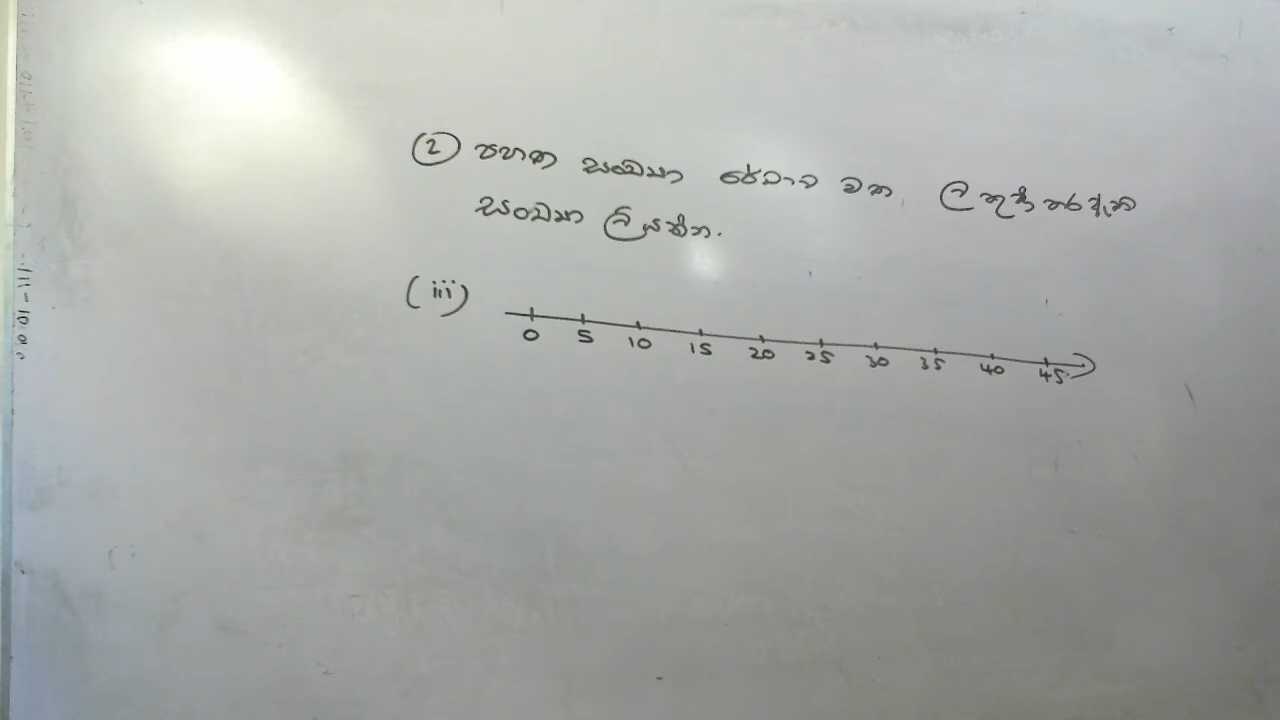 ② පහත සංඛ්‍යා රේඛාව මත ලකුණු කර ඇති
සංඛ්‍යා ලියන්න.
(iii)
0 5 10 15 20 25 30 35 40 45